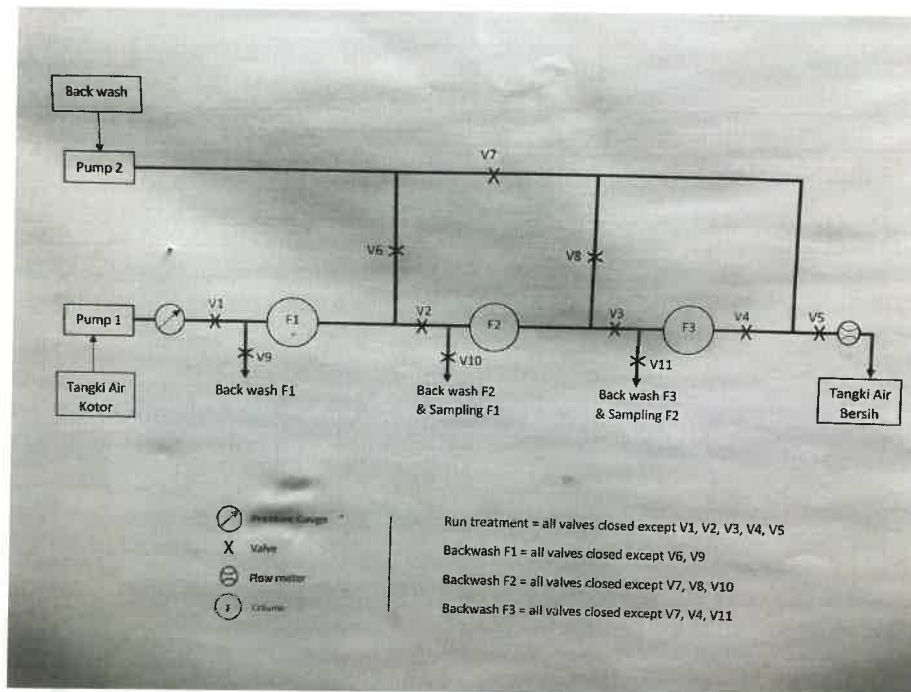 Back wash
Pump 2
V7
V6
V8
Pump 1
V1
F1
V2
F2
V3
F3
V4
V5
V9
V10
V11
Tangki Air
Kotor
Back wash F1
Back wash F2
& Sampling F1
Back wash F3
& Sampling F2
Tangki Air
Bersih
Pressure Gauge
X Valve
Flow meter
F Column
Run treatment = all valves closed except V1, V2, V3, V4, V5
Backwash F1 = all valves closed except V6, V9
Backwash F2 = all valves closed except V7, V8, V10
Backwash F3 = all valves closed except V7, V4, V11